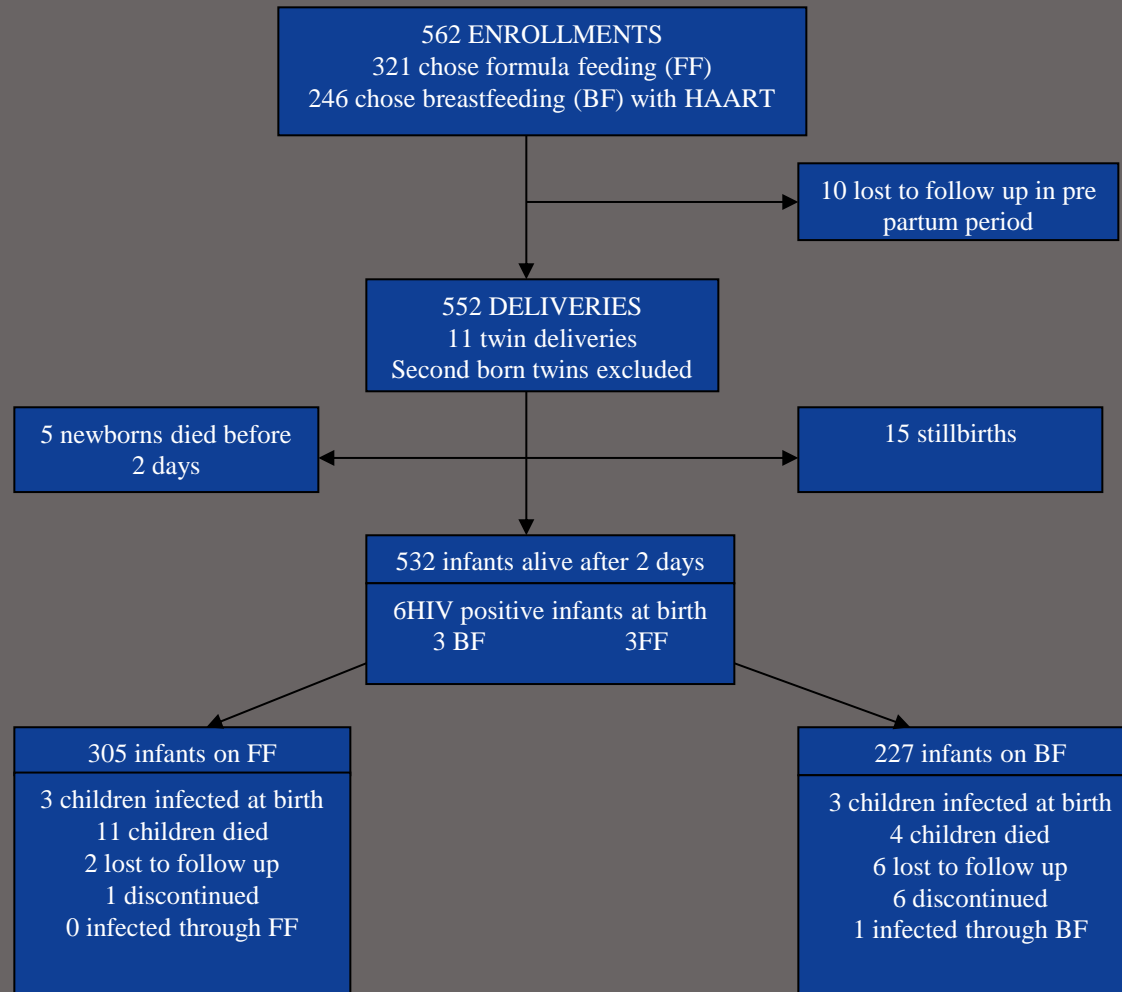 562 ENROLLMENTS
321 chose formula feeding (FF)
246 chose breastfeeding (BF) with HAART
10 lost to follow up in pre
partum period
552 DELIVERIES
11 twin deliveries
Second born twins excluded
5 newborns died before
2 days
15 stillbirths
532 infants alive after 2 days
6HIV positive infants at birth
3 BF 3FF
305 infants on FF
3 children infected at birth
11 children died
2 lost to follow up
1 discontinued
0 infected through FF
227 infants on BF
3 children infected at birth
4 children died
6 lost to follow up
6 discontinued
1 infected through BF